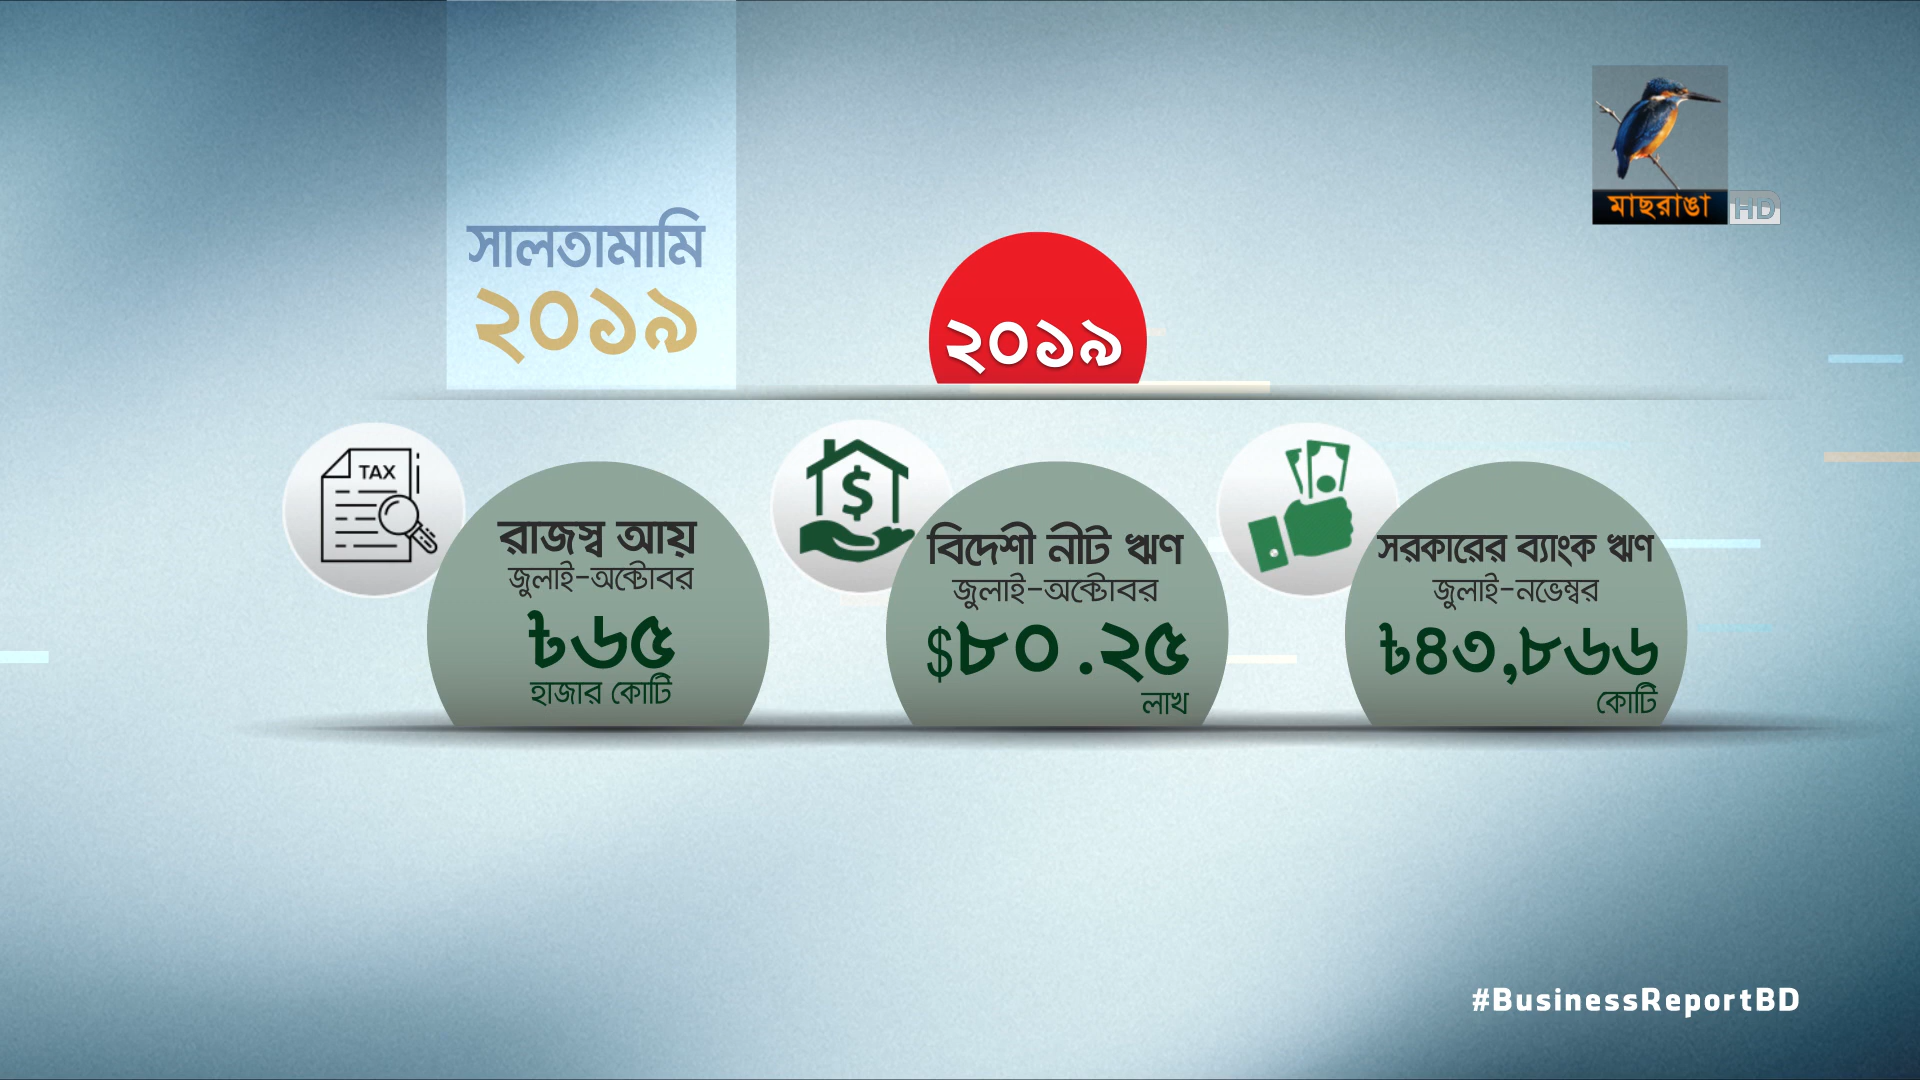 মাছরাঙা HD
সালতামামি
২০১৯
২০১৯
TAX
রাজস্ব আয়
জুলাই-অক্টোবর
৳৬৫
হাজার কোটি
$
বিদেশী নীট ঋণ
জুলাই-অক্টোবর
$৮০.২৫
লাখ
সরকারের ব্যাংক ঋণ
জুলাই-নভেম্বর
৳৪৩,৮৬৬
কোটি
#BusinessReportBD